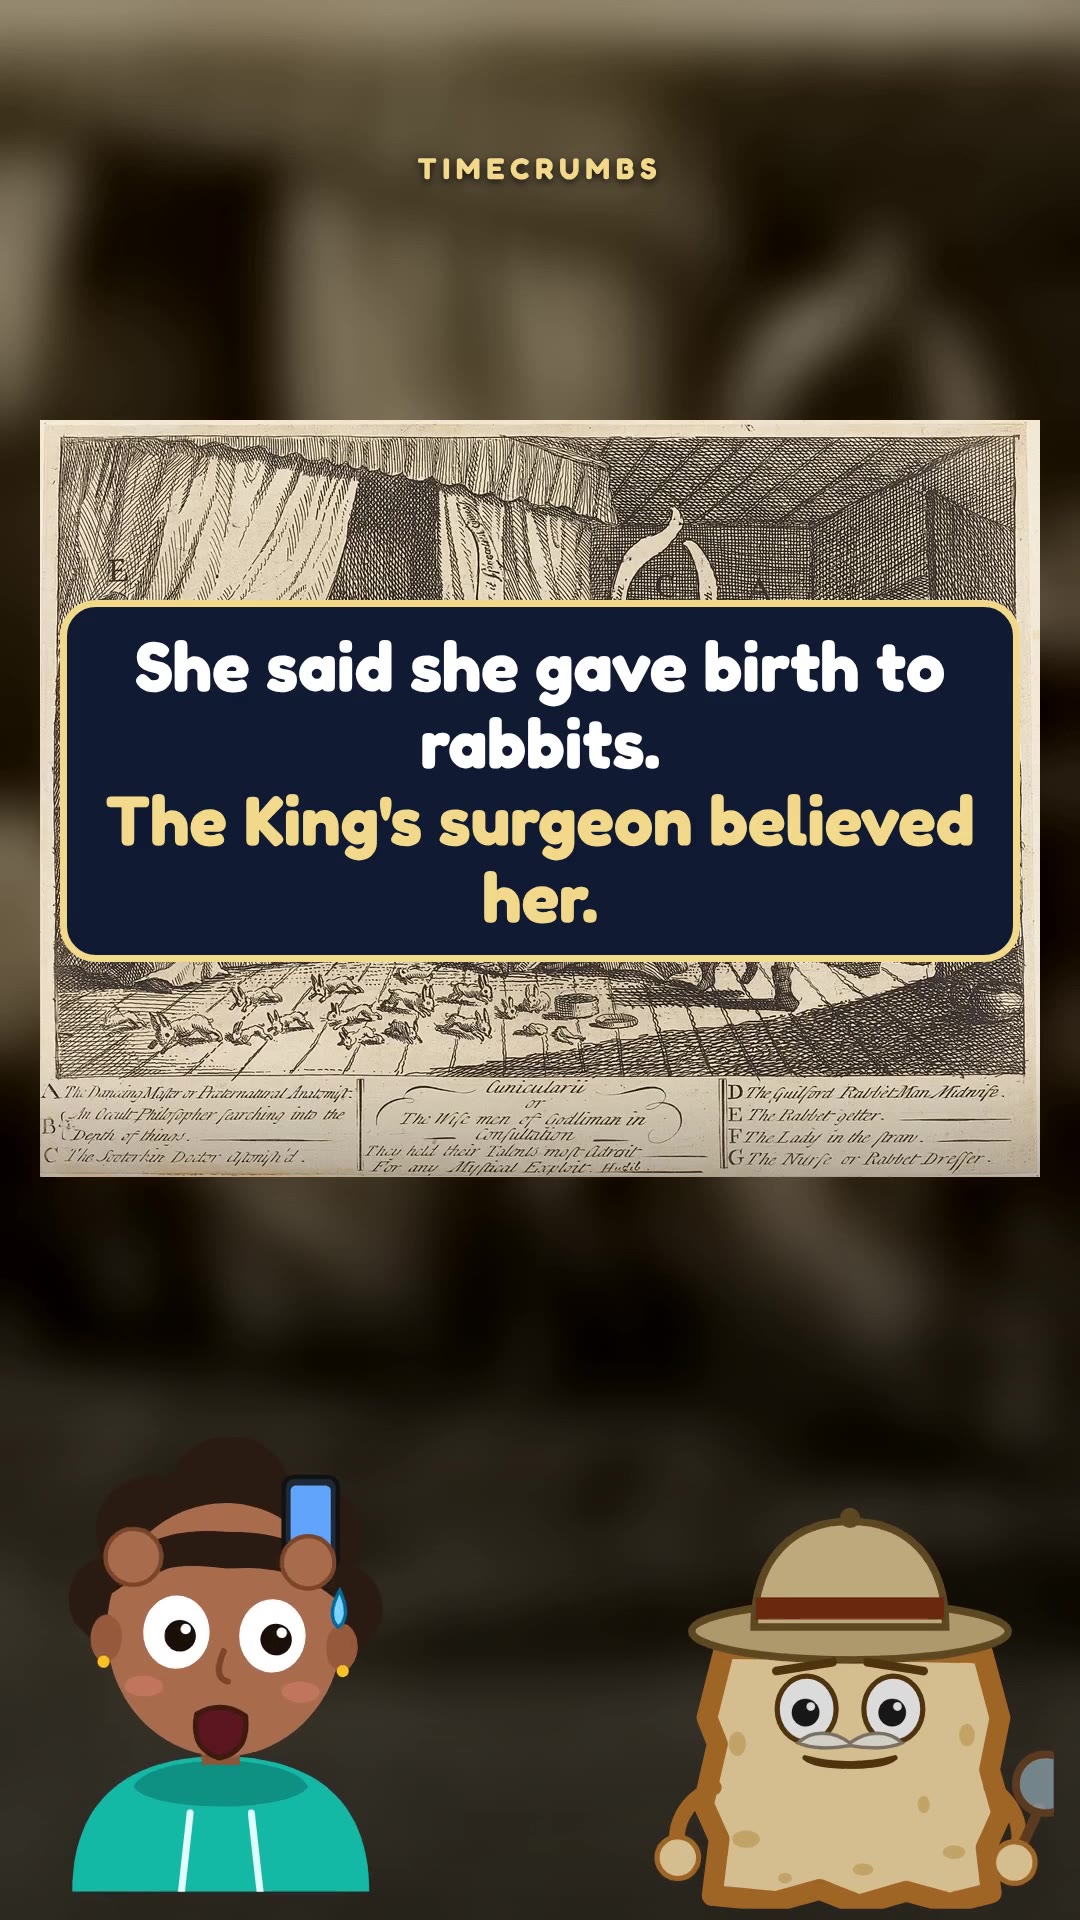 TIMECRUMBS
E
C
A
She said she gave birth to
rabbits.
The King's surgeon believed
her.
A The Dancing Master or Præternatural Anatomist.
B An Occult Philosopher searching into the
Depth of things.
C The Sooterkin Doctor Astonish'd.
Cunicularii
or
The Wise men of Godliman in
Consultation
They held their Talents most Adroit
For any Mystical Exploit. Hudib.
D The Guilford Rabbet Man Midwife.
E The Rabbet getter.
F The Lady in the straw.
G The Nurse or Rabbet Dresser.